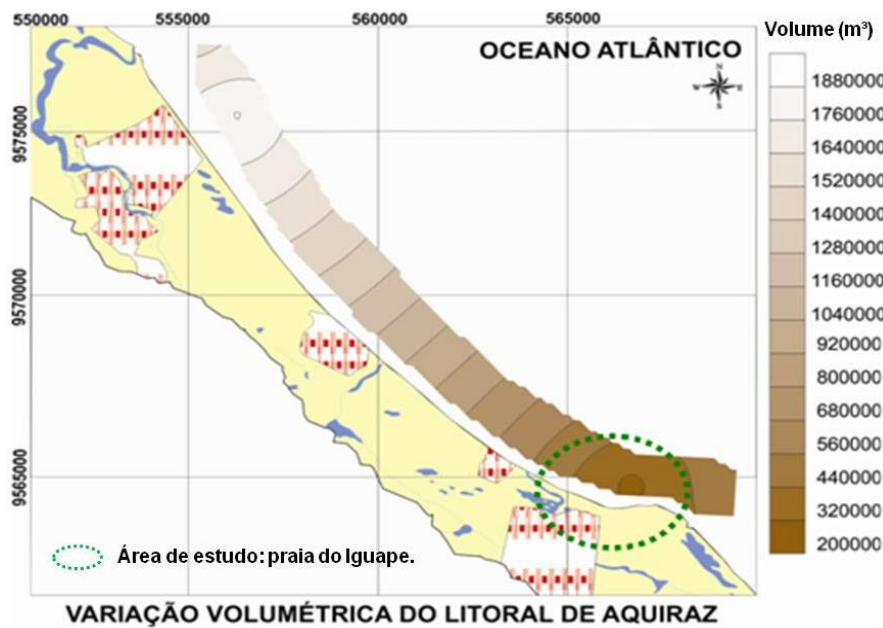 550000 555000 560000 565000
Volume (m³)
OCEANO ATLÂNTICO
N
W E
S
9575000
9570000
9565000
1880000
1760000
1640000
1520000
1400000
1280000
1160000
1040000
920000
800000
680000
560000
440000
320000
200000
Área de estudo: praia do Iguape.
VARIAÇÃO VOLUMÉTRICA DO LITORAL DE AQUIRAZ